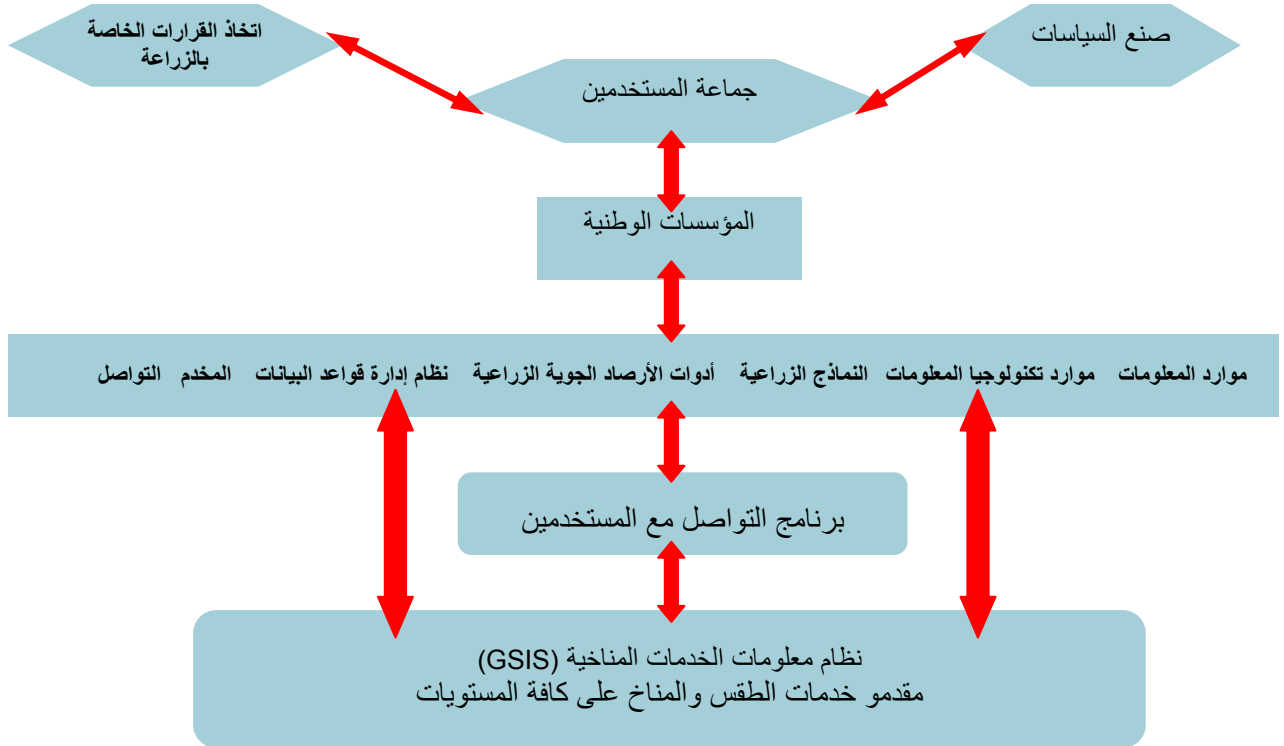 صنع السياسات
اتخاذ القرارات الخاصة
بالزراعة
جماعة المستخدمين
المؤسسات الوطنية
موارد المعلومات موارد تكنولوجيا المعلومات النماذج الزراعية أدوات الأرصاد الجوية الزراعية نظام إدارة قواعد البيانات المخدم التواصل
برنامج التواصل مع المستخدمين
نظام معلومات الخدمات المناخية (GSIS)
مقدمو خدمات الطقس والمناخ على كافة المستويات